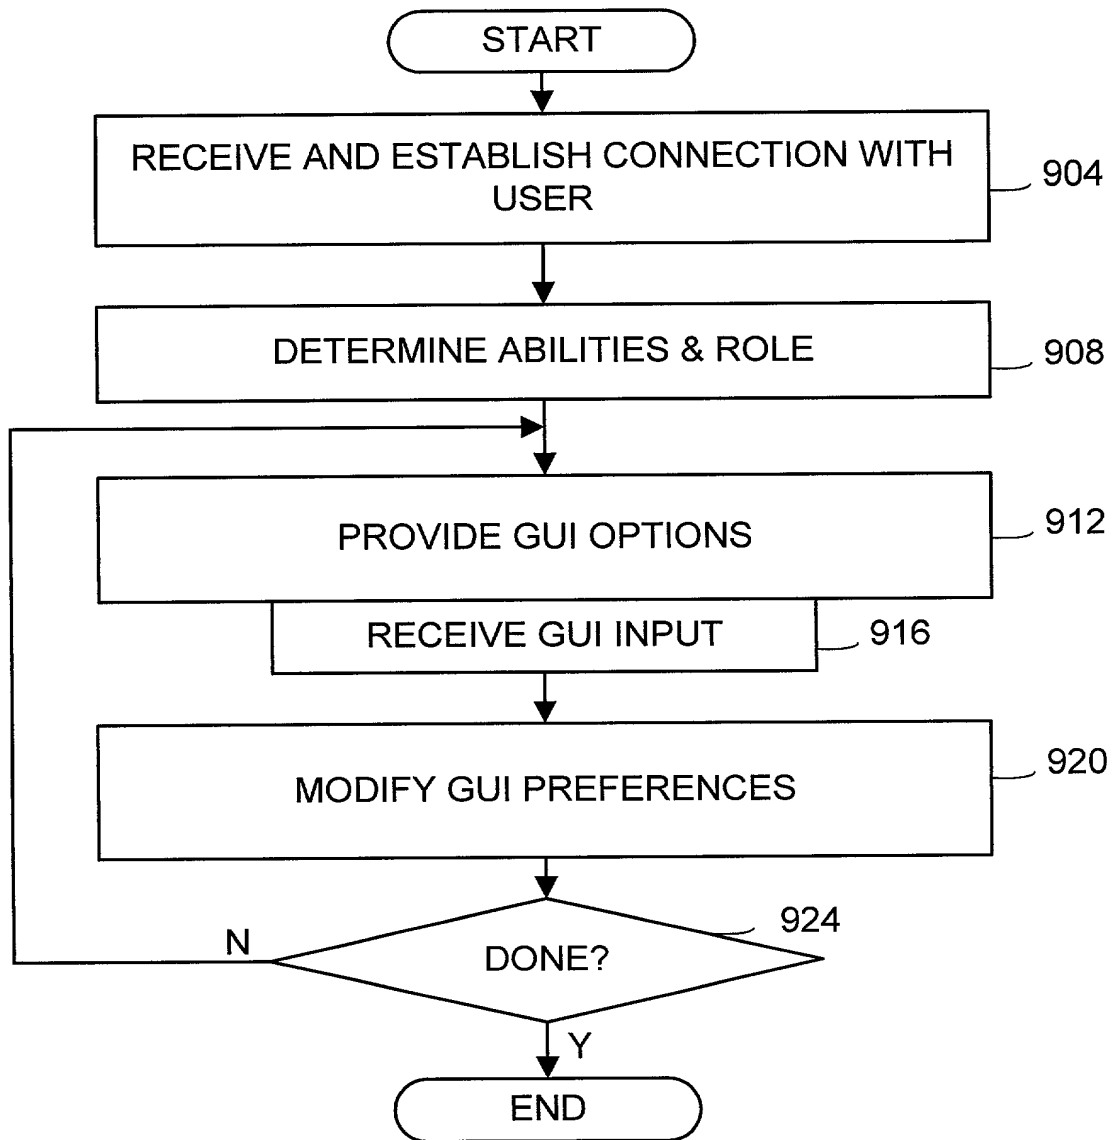 START
RECEIVE AND ESTABLISH CONNECTION WITH
USER
904
DETERMINE ABILITIES & ROLE
908
PROVIDE GUI OPTIONS
912
RECEIVE GUI INPUT
916
MODIFY GUI PREFERENCES
920
DONE?
924
N
Y
END